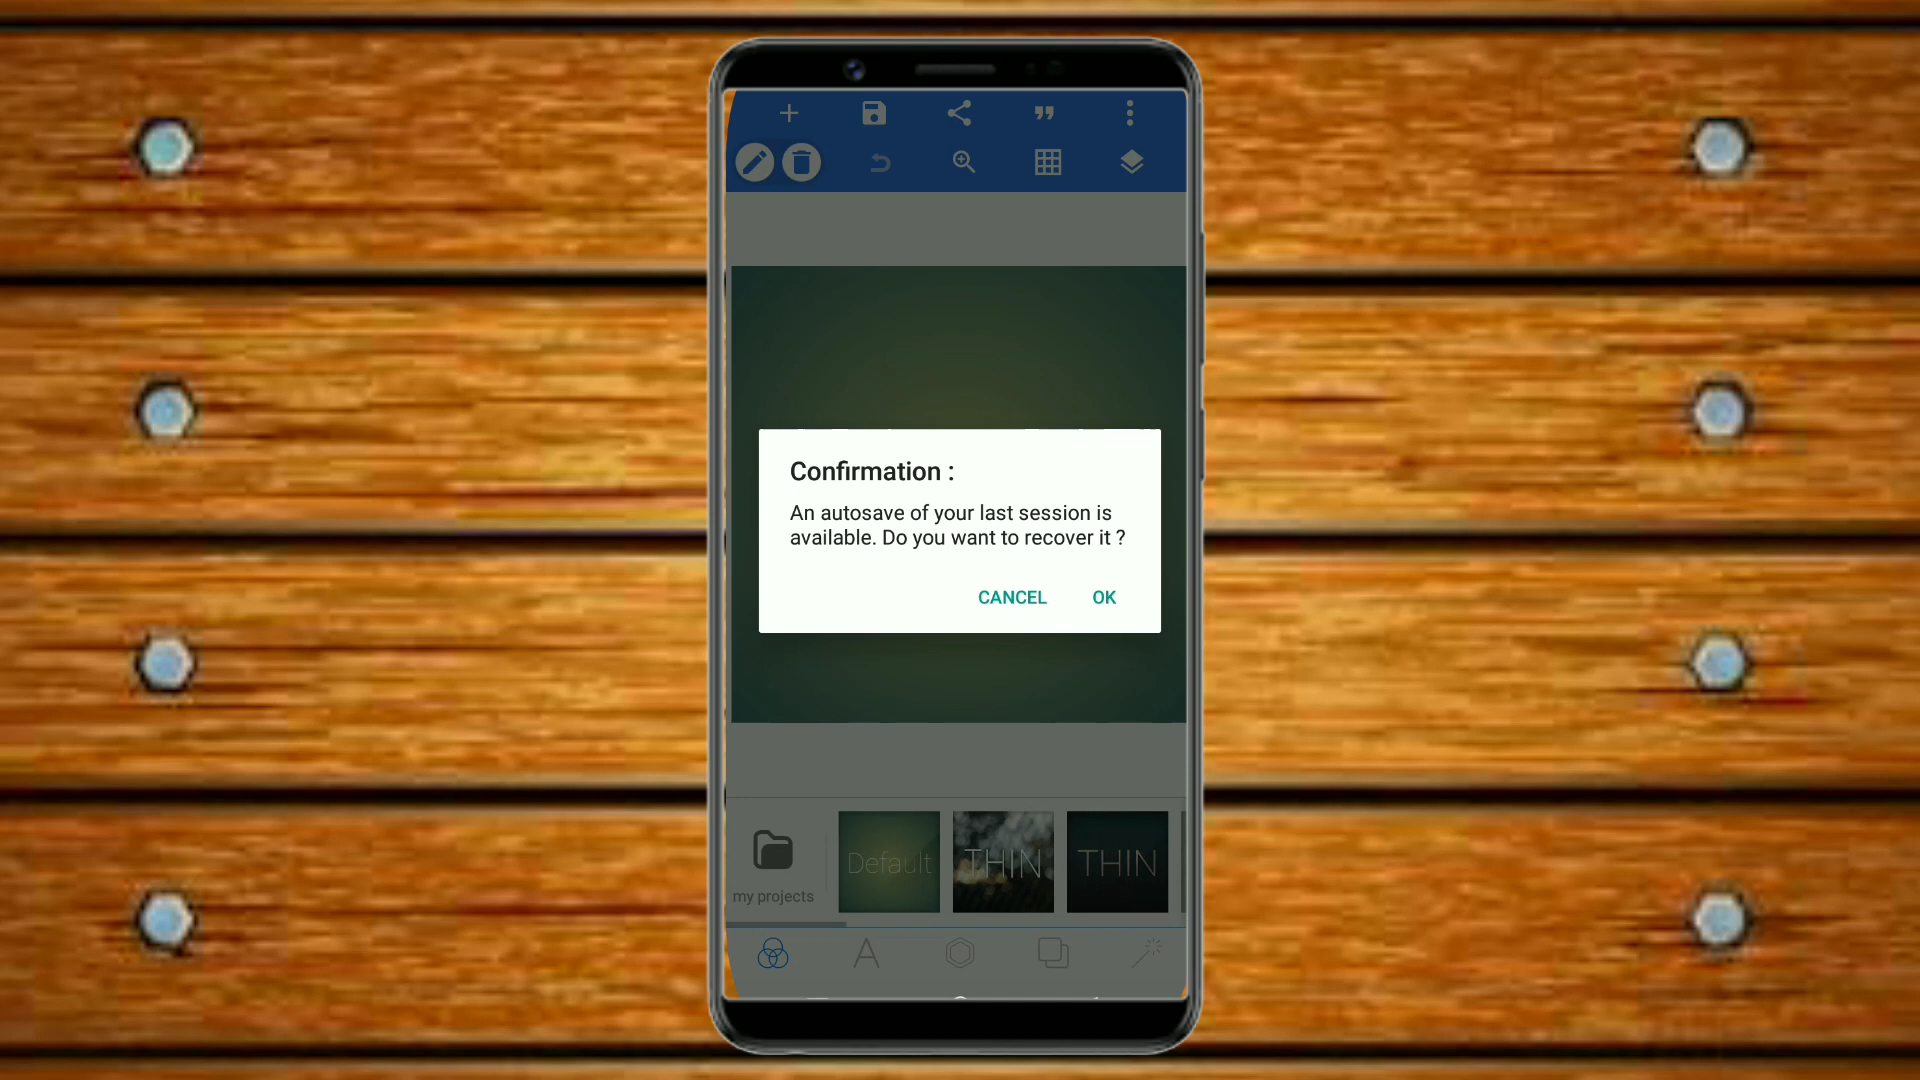 Confirmation :
An autosave of your last session is
available. Do you want to recover it ?
CANCEL OK
my projects
Default
THIN
THIN